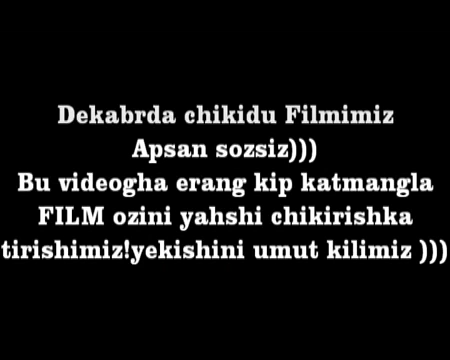 Dekabrda chikidu Filmimiz
Apsan sozsiz)))
Bu videogha erang kip katmangla
FILM ozini yahshi chikirishka
tirishimiz!yekishini umut kilimiz )))